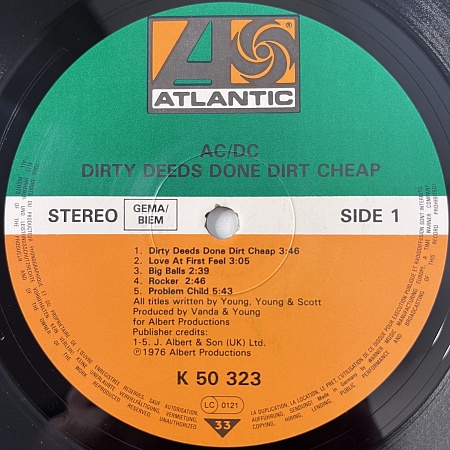 ATLANTIC
AC/DC
DIRTY DEEDS DONE DIRT CHEAP
STEREO
GEMA/
BIEM
SIDE 1
1. Dirty Deeds Done Dirt Cheap 3:46
2. Love At First Feel 3:05
3. Big Balls 2:39
4. Rocker 2:46
5. Problem Child 5:43
All titles written by Young, Young & Scott
Produced by Vanda & Young
for Albert Productions
Publisher credits:
1-5. J. Albert & Son (UK) Ltd.
Ⓟ1976 Albert Productions
K 50 323
LC 0121
33